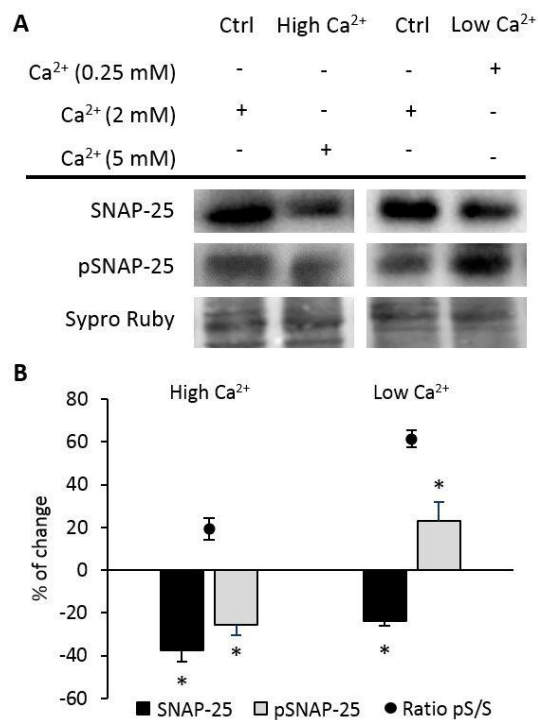 A
Ctrl High Ca²⁺ Ctrl Low Ca²⁺
Ca²⁺ (0.25 mM) - - - +
Ca²⁺ (2 mM) + - + -
Ca²⁺ (5 mM) - + - -
SNAP-25
pSNAP-25
Sypro Ruby
B
High Ca²⁺ Low Ca²⁺
% of change
80
60
40
20
0
-20
-40
-60
* * * *
SNAP-25 pSNAP-25 Ratio pS/S